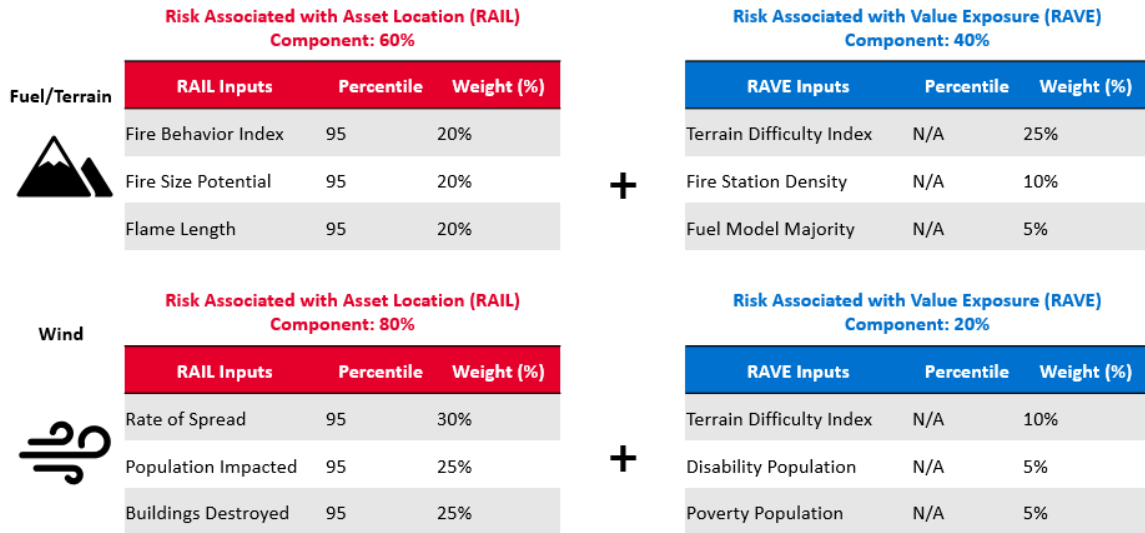 Risk Associated with Asset Location (RAIL)
Component: 60%
Risk Associated with Value Exposure (RAVE)
Component: 40%
Fuel/Terrain
RAIL Inputs Percentile Weight (%)
Fire Behavior Index 95 20%
Fire Size Potential 95 20%
Flame Length 95 20%
+
RAVE Inputs Percentile Weight (%)
Terrain Difficulty Index N/A 25%
Fire Station Density N/A 10%
Fuel Model Majority N/A 5%
Risk Associated with Asset Location (RAIL)
Component: 80%
Risk Associated with Value Exposure (RAVE)
Component: 20%
Wind
RAIL Inputs Percentile Weight (%)
Rate of Spread 95 30%
Population Impacted 95 25%
Buildings Destroyed 95 25%
+
RAVE Inputs Percentile Weight (%)
Terrain Difficulty Index N/A 10%
Disability Population N/A 5%
Poverty Population N/A 5%